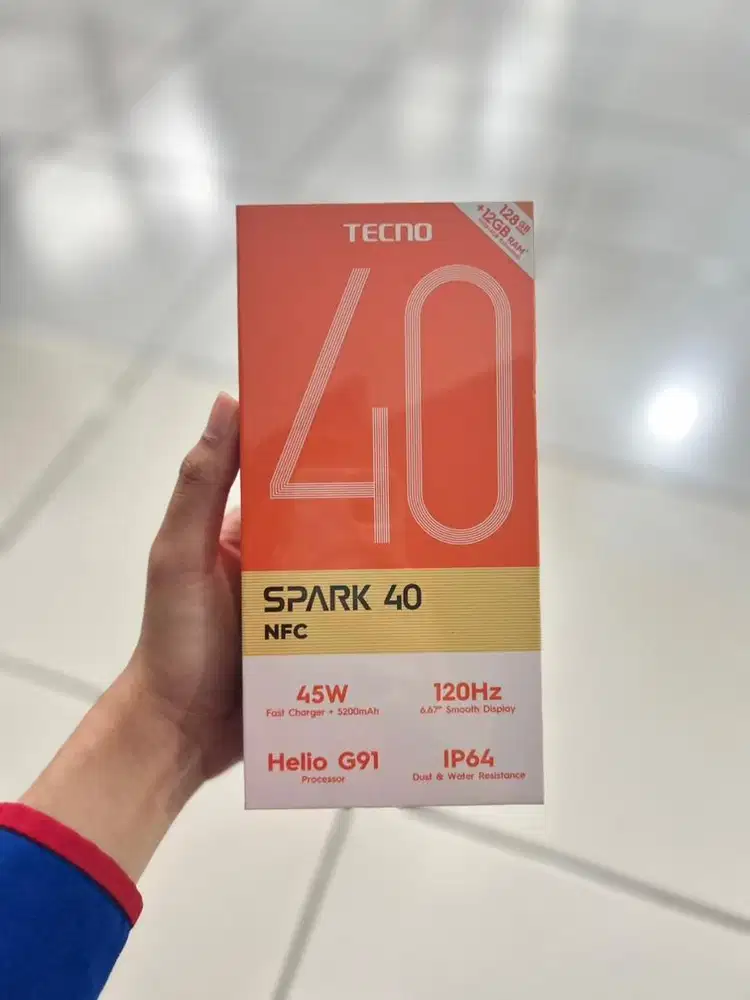 TECNO
128GB
+12GB RAM*
40
SPARK 40
NFC
45W
Fast Charger + 5200mAh
120Hz
6.67" Smooth Display
Helio G91
Processor
IP64
Dust & Water Resistance